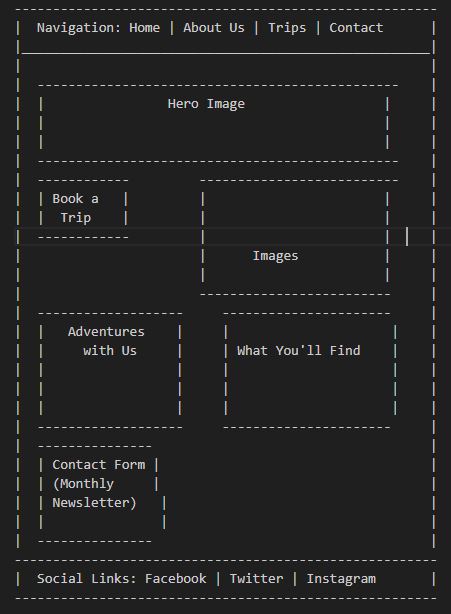 Navigation: Home | About Us | Trips | Contact
Hero Image
Book a
Trip
Images
Adventures
with Us
What You'll Find
Contact Form
(Monthly
Newsletter)
Social Links: Facebook | Twitter | Instagram